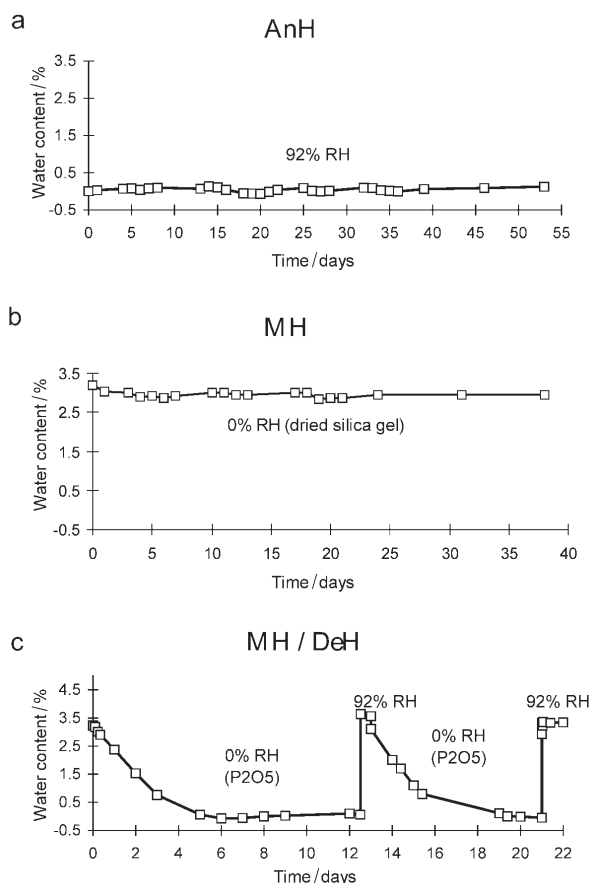 a
AnH
Water content / %
3.5
2.5
1.5
0.5
-0.5
92% RH
0 5 10 15 20 25 30 35 40 45 50 55
Time / days
b
MH
Water content / %
3.5
2.5
1.5
0.5
-0.5
0% RH (dried silica gel)
0 5 10 15 20 25 30 35 40
Time / days
c
MH / DeH
Water content / %
4.5
3.5
2.5
1.5
0.5
-0.5
92% RH
92% RH
0% RH
(P2O5)
0% RH
(P2O5)
0 2 4 6 8 10 12 14 16 18 20 22
Time / days